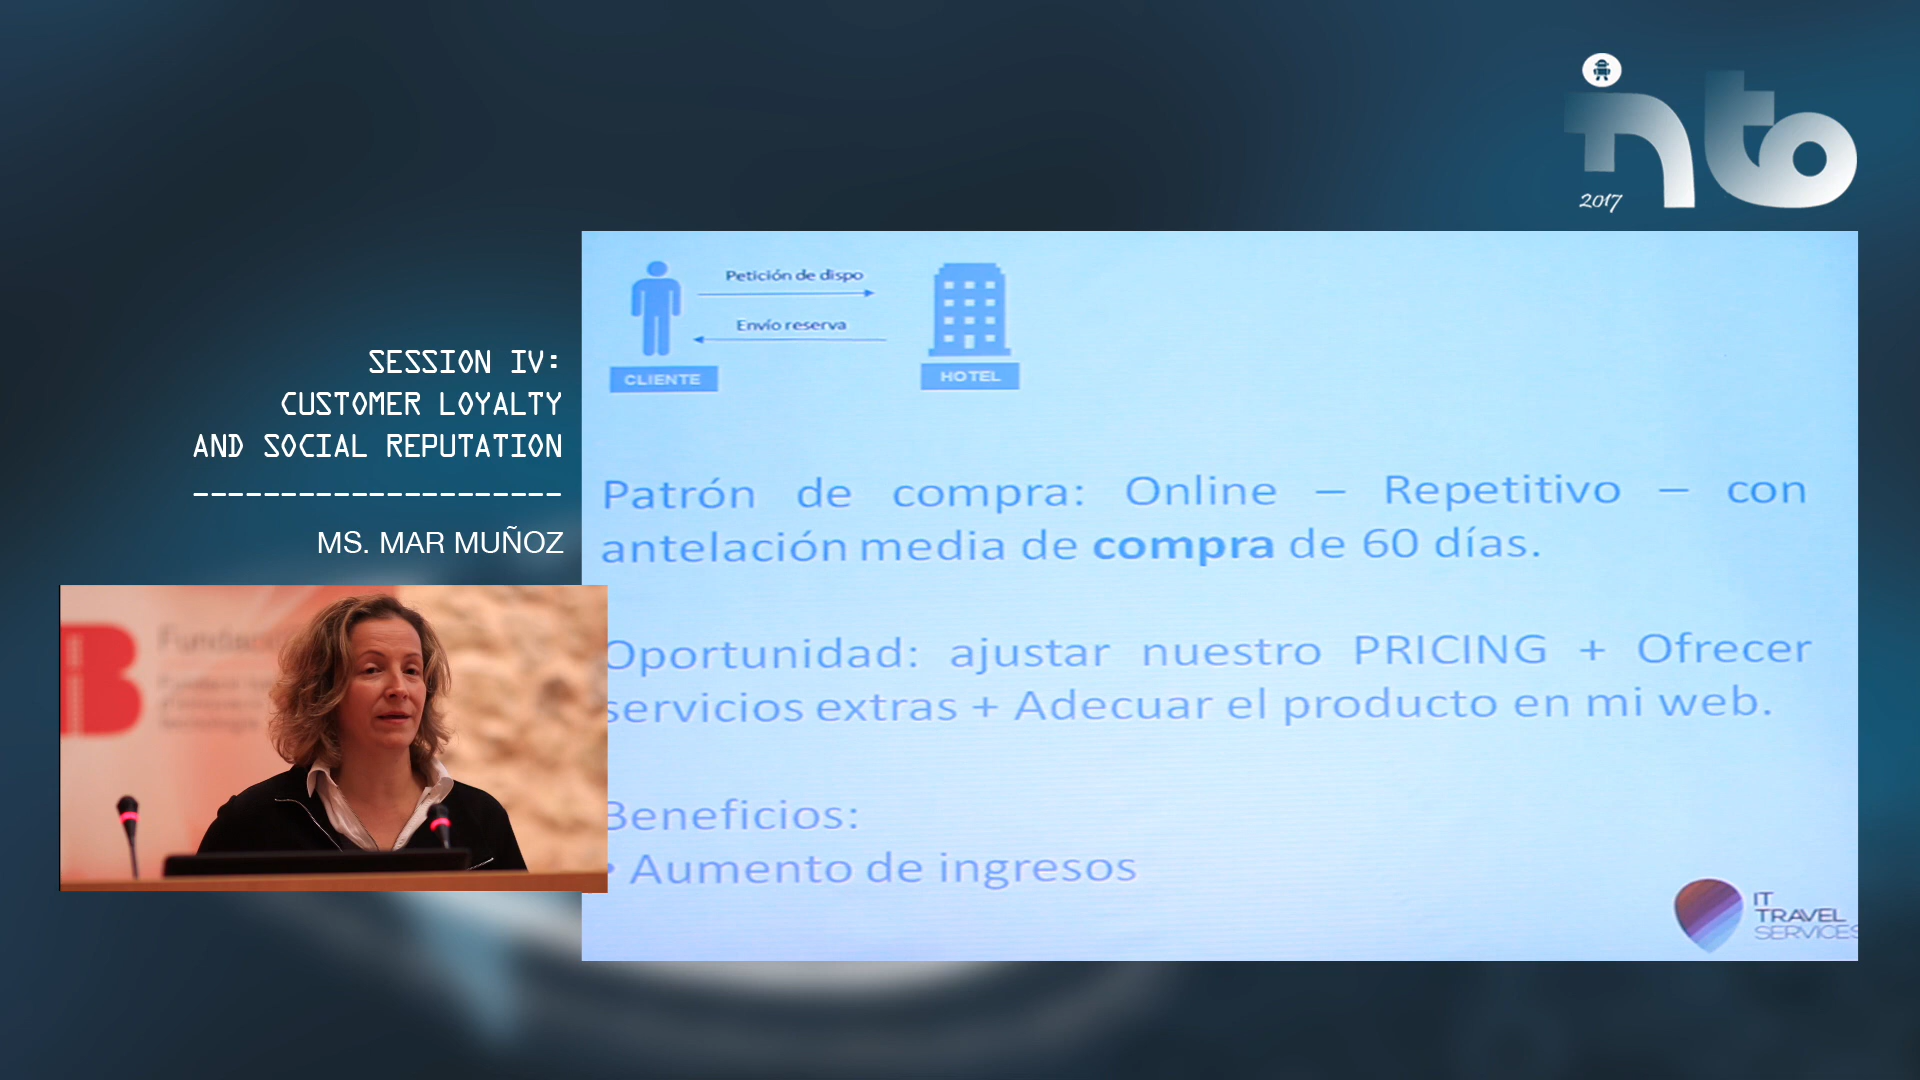 into
2017
SESSION IV:
CUSTOMER LOYALTY
AND SOCIAL REPUTATION
---------------------
MS. MAR MUÑOZ
Petición de dispo
Envío reserva
CLIENTE
HOTEL
Patrón de compra: Online – Repetitivo – con
antelación media de compra de 60 días.
Oportunidad: ajustar nuestro PRICING + Ofrecer
servicios extras + Adecuar el producto en mi web.
Beneficios:
• Aumento de ingresos
IT
TRAVEL
SERVICES